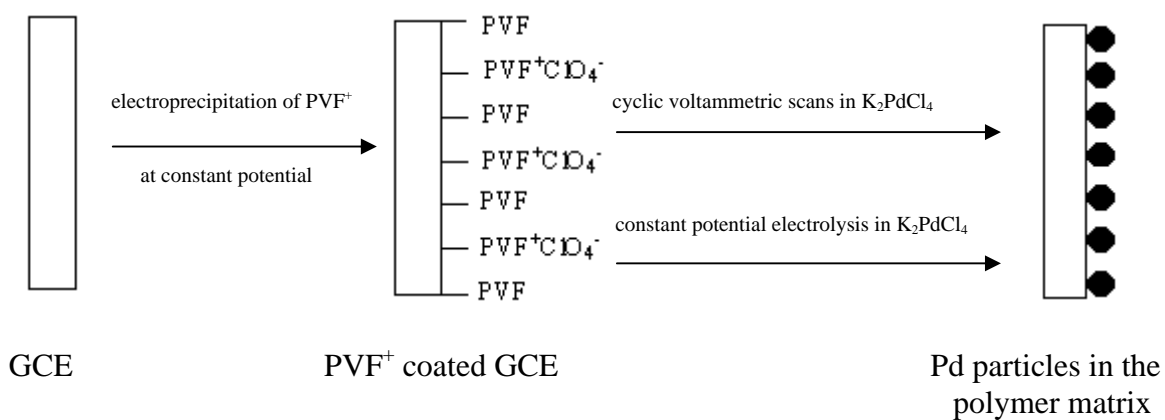 electroprecipitation of PVF⁺
at constant potential
PVF
PVF⁺ClO₄⁻
PVF
PVF⁺ClO₄⁻
PVF
PVF⁺ClO₄⁻
PVF
cyclic voltammetric scans in K₂PdCl₄
constant potential electrolysis in K₂PdCl₄
GCE
PVF⁺ coated GCE
Pd particles in the
polymer matrix